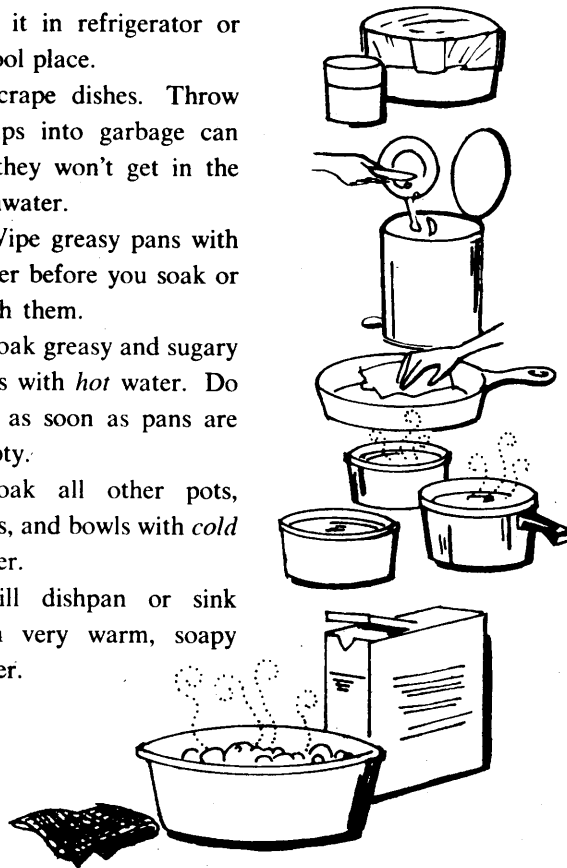 it in refrigerator or
ool place.
crape dishes. Throw
ps into garbage can
they won't get in the
water.
Vipe greasy pans with
er before you soak or
h them.
oak greasy and sugary
s with hot water. Do
as soon as pans are
pty.
oak all other pots,
s, and bowls with cold
er.
ill dishpan or sink
very warm, soapy
er.